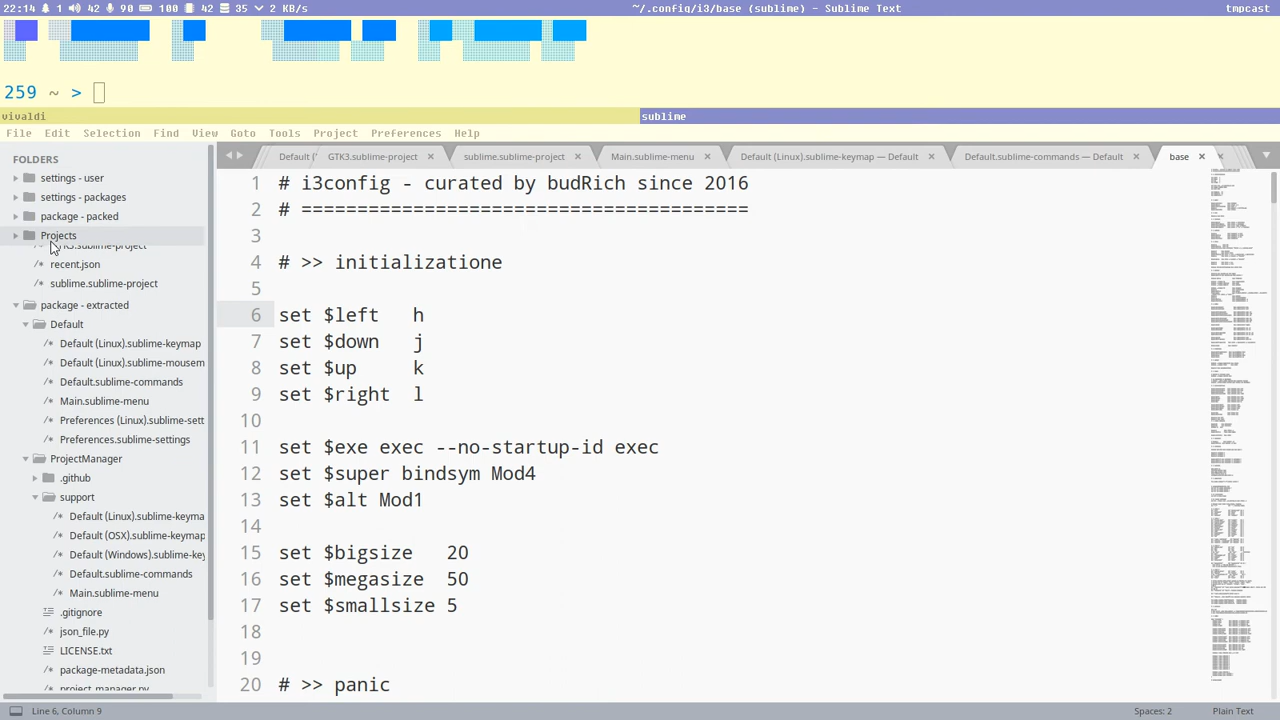 22:14 1 42 90 100 42 35 2 KB/s ~/.config/i3/base (sublime) - Sublime Text tmpcast
259 ~ >
vivaldi sublime
File Edit Selection Find View Goto Tools Project Preferences Help
Default (' GTK3.sublime-project sublime.sublime-project Main.sublime-menu Default (Linux).sublime-keymap — Default Default.sublime-commands — Default base
FOLDERS
settings - user
settings - packages
package - packed
Projects
recent.json
sublime.sublime-project
Default
Default (Linux).sublime-keymap
Default (Linux).sublime-mousem
Default.sublime-commands
Main.sublime-menu
Preferences (Linux).sublime-sett
Preferences.sublime-settings
ProjectManager
.github
support
Default (Linux).sublime-keyma
Default (OSX).sublime-keymap
Default (Windows).sublime-key
Default.sublime-commands
Main.sublime-menu
.gitignore
json_file.py
LICENSE.txt
package-metadata.json
project_manager.py
1 # i3config - curated by budRich since 2016
2 # ========================================
3
4 # >> initializatione
5
6 set $left h
7 set $down j
8 set $up k
9 set $right l
10
11 set $exx exec --no-startup-id exec
12 set $super bindsym Mod4
13 set $alt Mod1
14
15 set $bigsize 20
16 set $megasize 50
17 set $smallsize 5
18
19
20 # >> panic
Line 6, Column 9 Spaces: 2 Plain Text